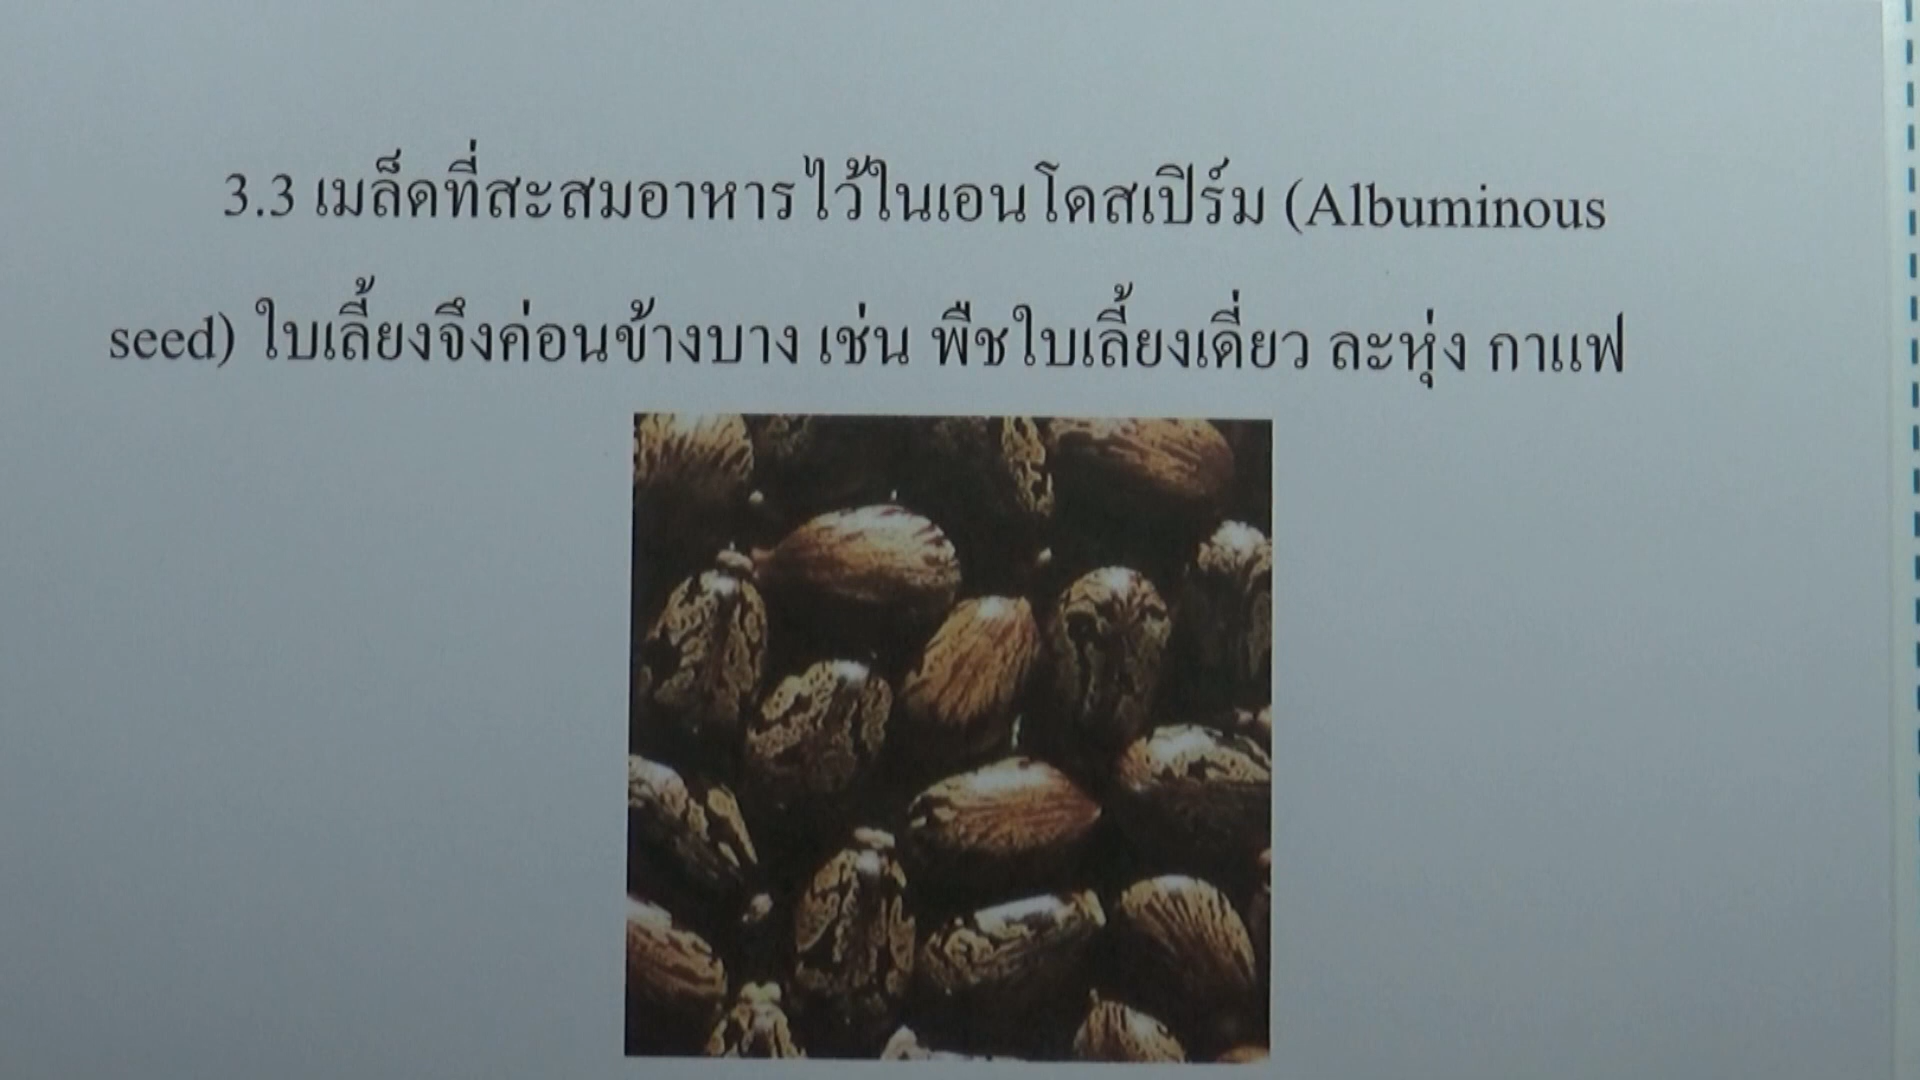 3.3 เมล็ดที่สะสมอาหารไว้ในเอนโดสเปิร์ม (Albuminous
seed) ใบเลี้ยงจึงค่อนข้างบาง เช่น พืชใบเลี้ยงเดี่ยว ละหุ่ง กาแฟ